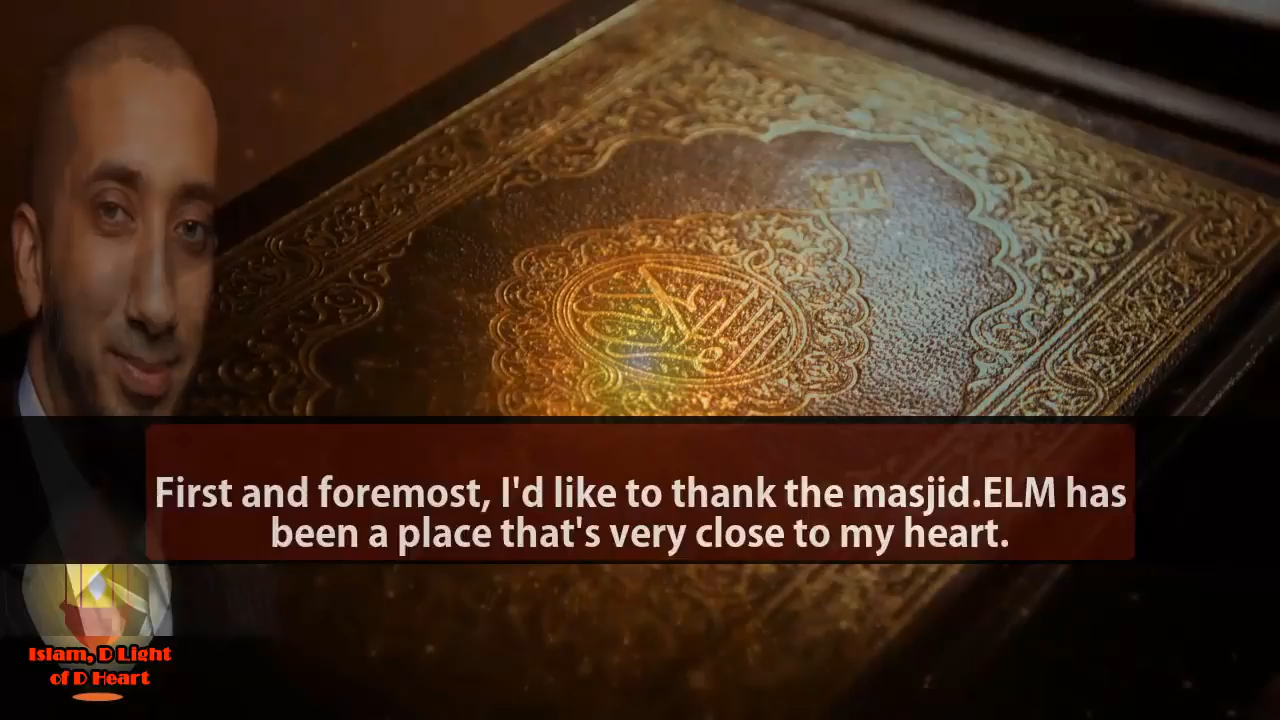 First and foremost, I'd like to thank the masjid.ELM has
been a place that's very close to my heart.
Islam, D Light
of D Heart